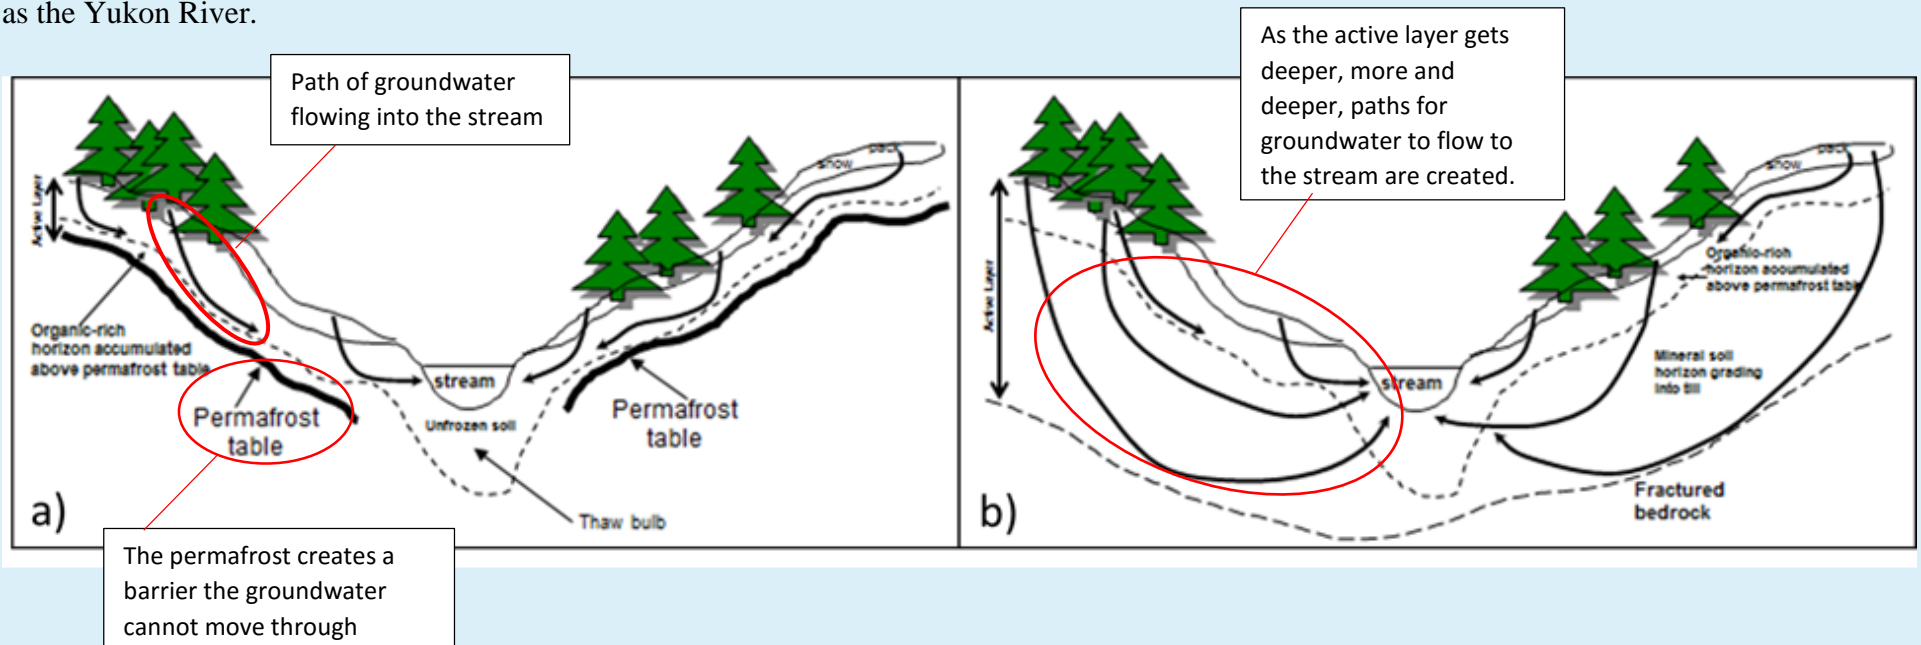 as the Yukon River.
Path of groundwater
flowing into the stream
As the active layer gets
deeper, more and
deeper, paths for
groundwater to flow to
the stream are created.
snow pack
Active Layer
Organic-rich
horizon accumulated
above permafrost table
Permafrost
table
stream
Unfrozen soil
Permafrost
table
Thaw bulb
a)
The permafrost creates a
barrier the groundwater
cannot move through
snow pack
Active Layer
Organic-rich
horizon accumulated
above permafrost table
stream
Mineral soil
horizon grading
into till
Fractured
bedrock
b)